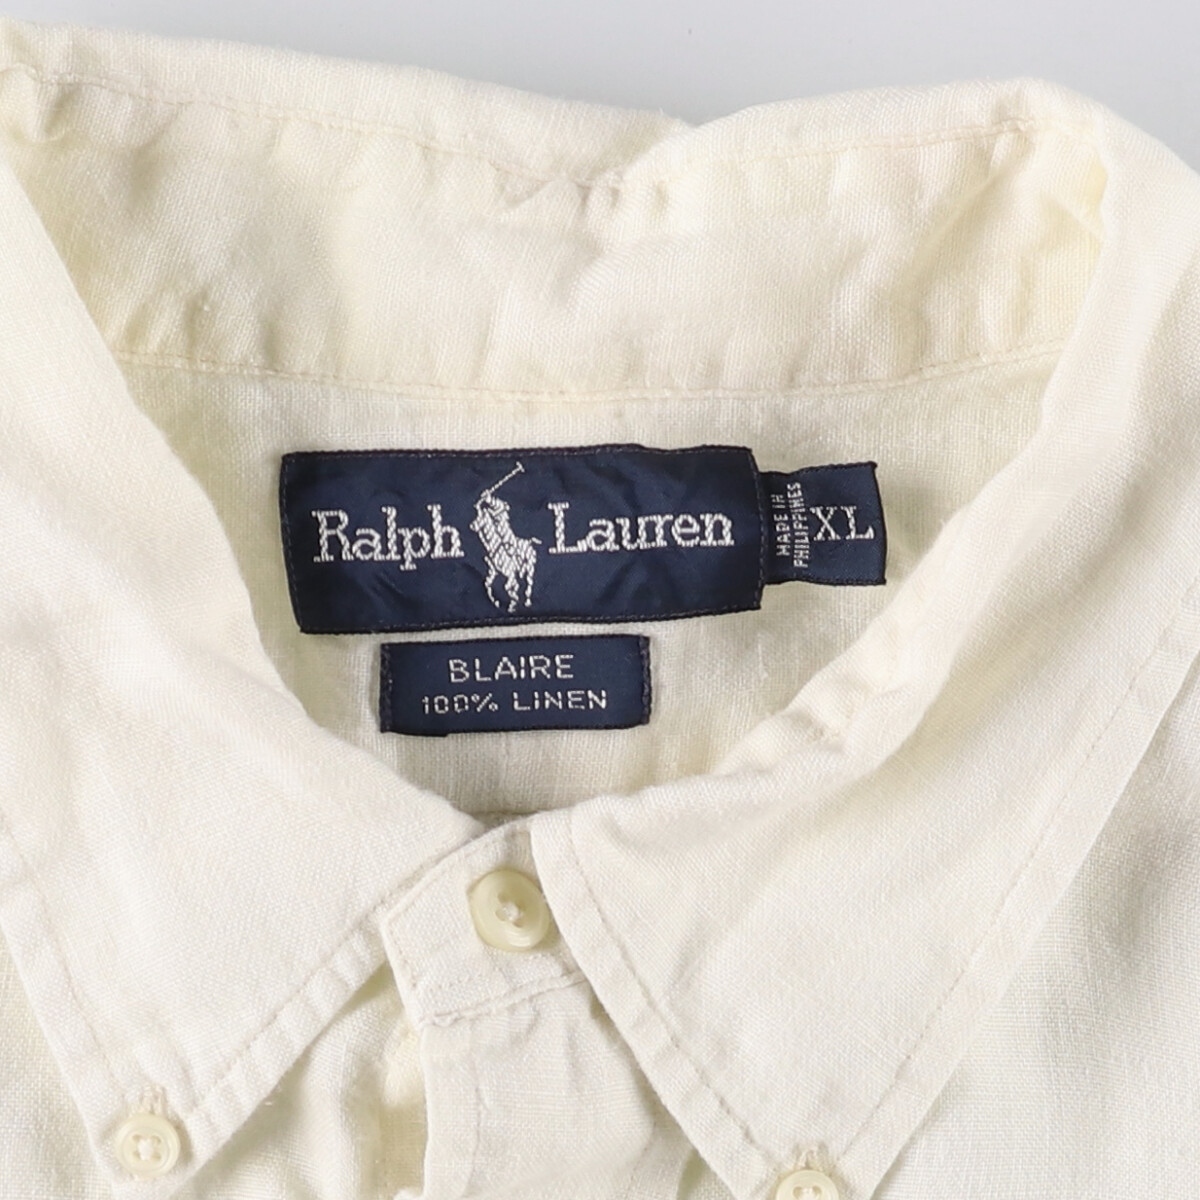 Ralph Lauren
MADE IN
PHILIPPINES
XL
BLAIRE
100% LINEN